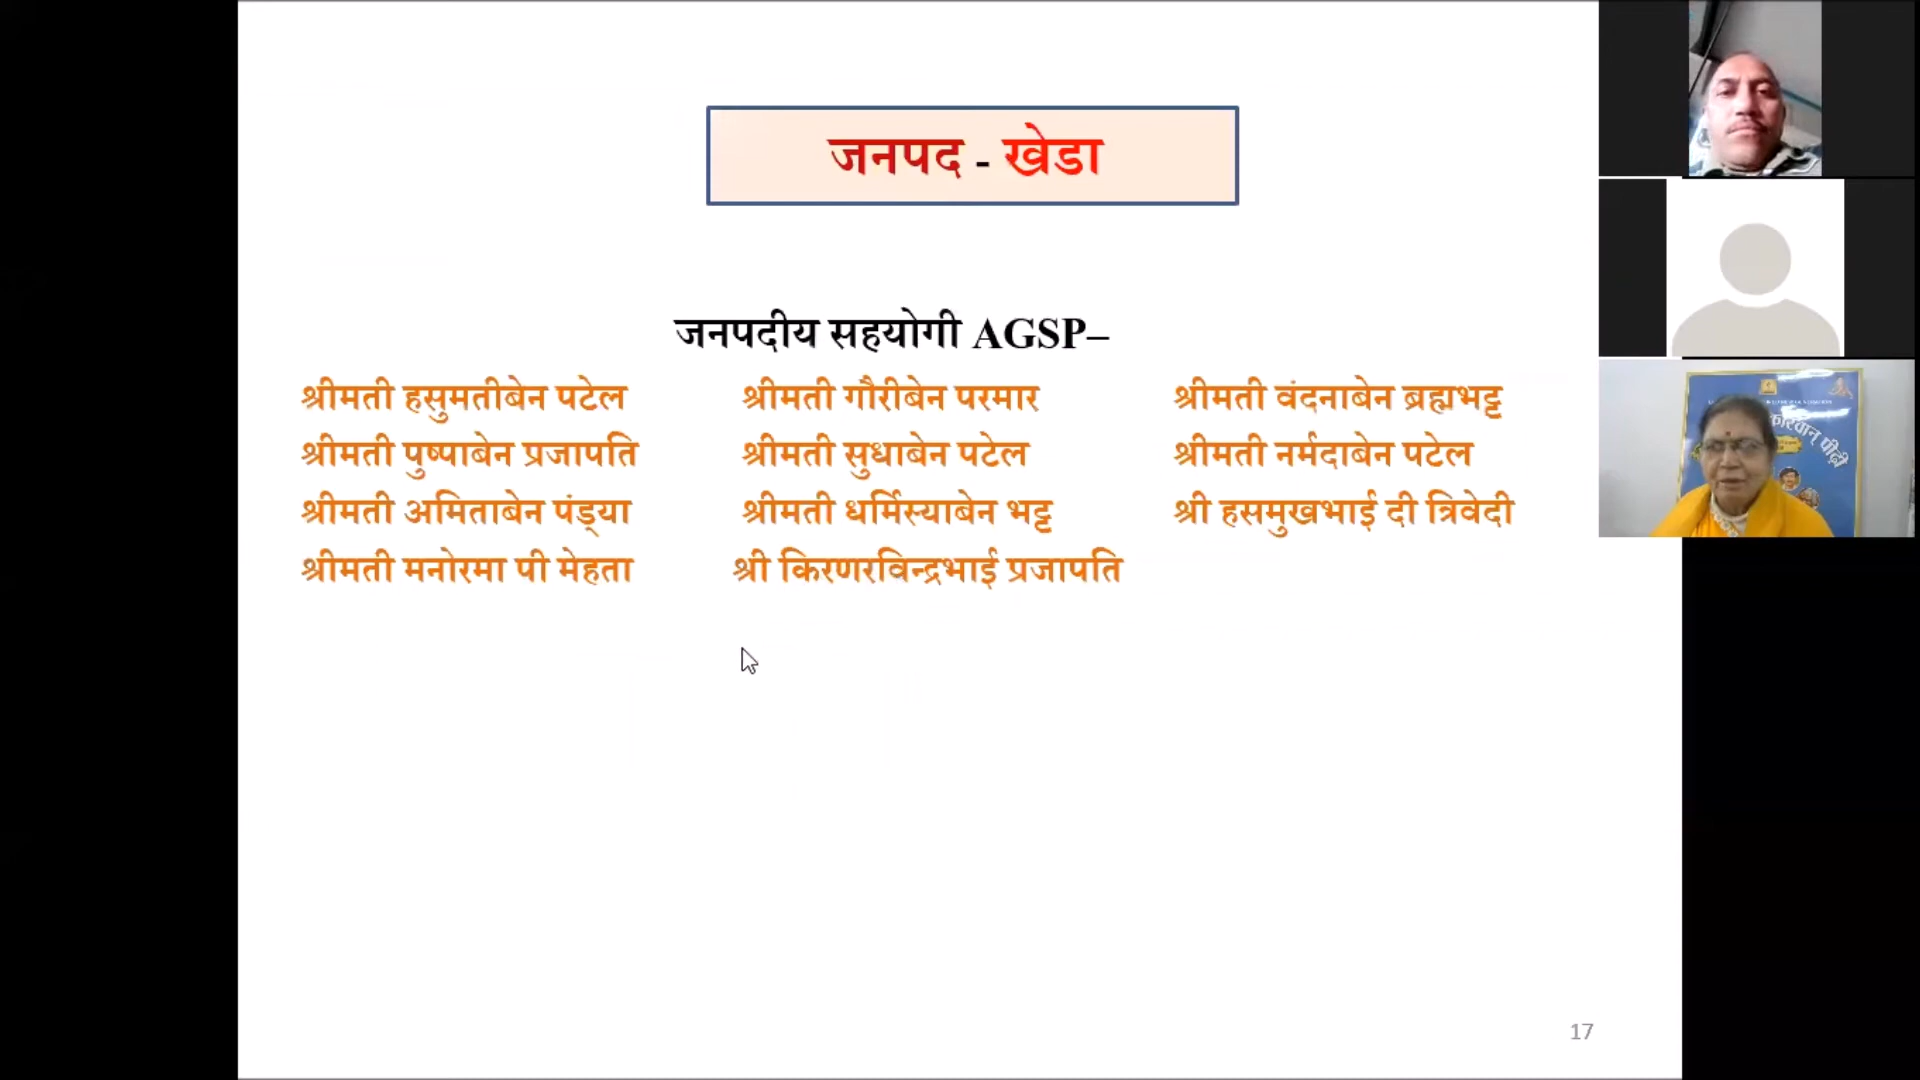 जनपद - खेडा
जनपदीय सहयोगी AGSP–
श्रीमती हसुमतीबेन पटेल श्रीमती गौरीबेन परमार श्रीमती वंदनाबेन ब्रह्मभट्ट
श्रीमती पुष्पाबेन प्रजापति श्रीमती सुधाबेन पटेल श्रीमती नर्मदाबेन पटेल
श्रीमती अमिताबेन पंड्या श्रीमती धर्मिस्याबेन भट्ट श्री हसमुखभाई दी त्रिवेदी
श्रीमती मनोरमा पी मेहता श्री किरणरविन्द्रभाई प्रजापति
पीढ़ी
17